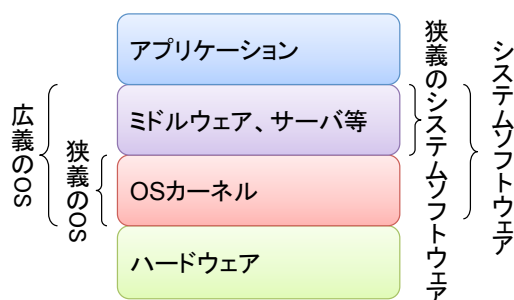 アプリケーション
ミドルウェア、サーバ等
OSカーネル
ハードウェア
広義のOS
狭義のOS
狭義のシステムソフトウェア
システムソフトウェア